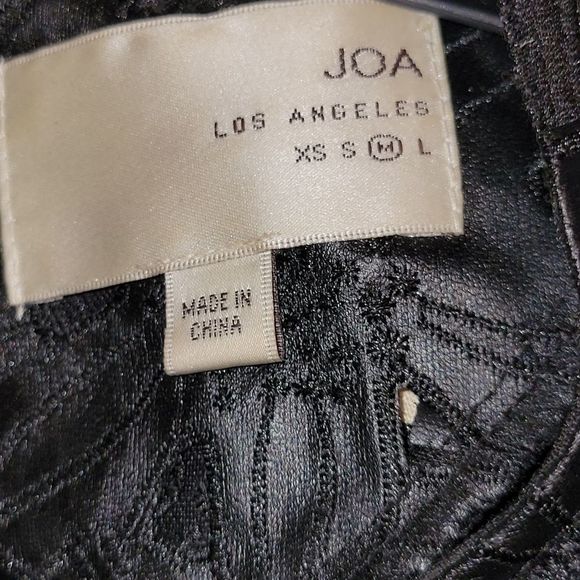 JOA
LOS ANGELES
XS S M L
MADE IN
CHINA